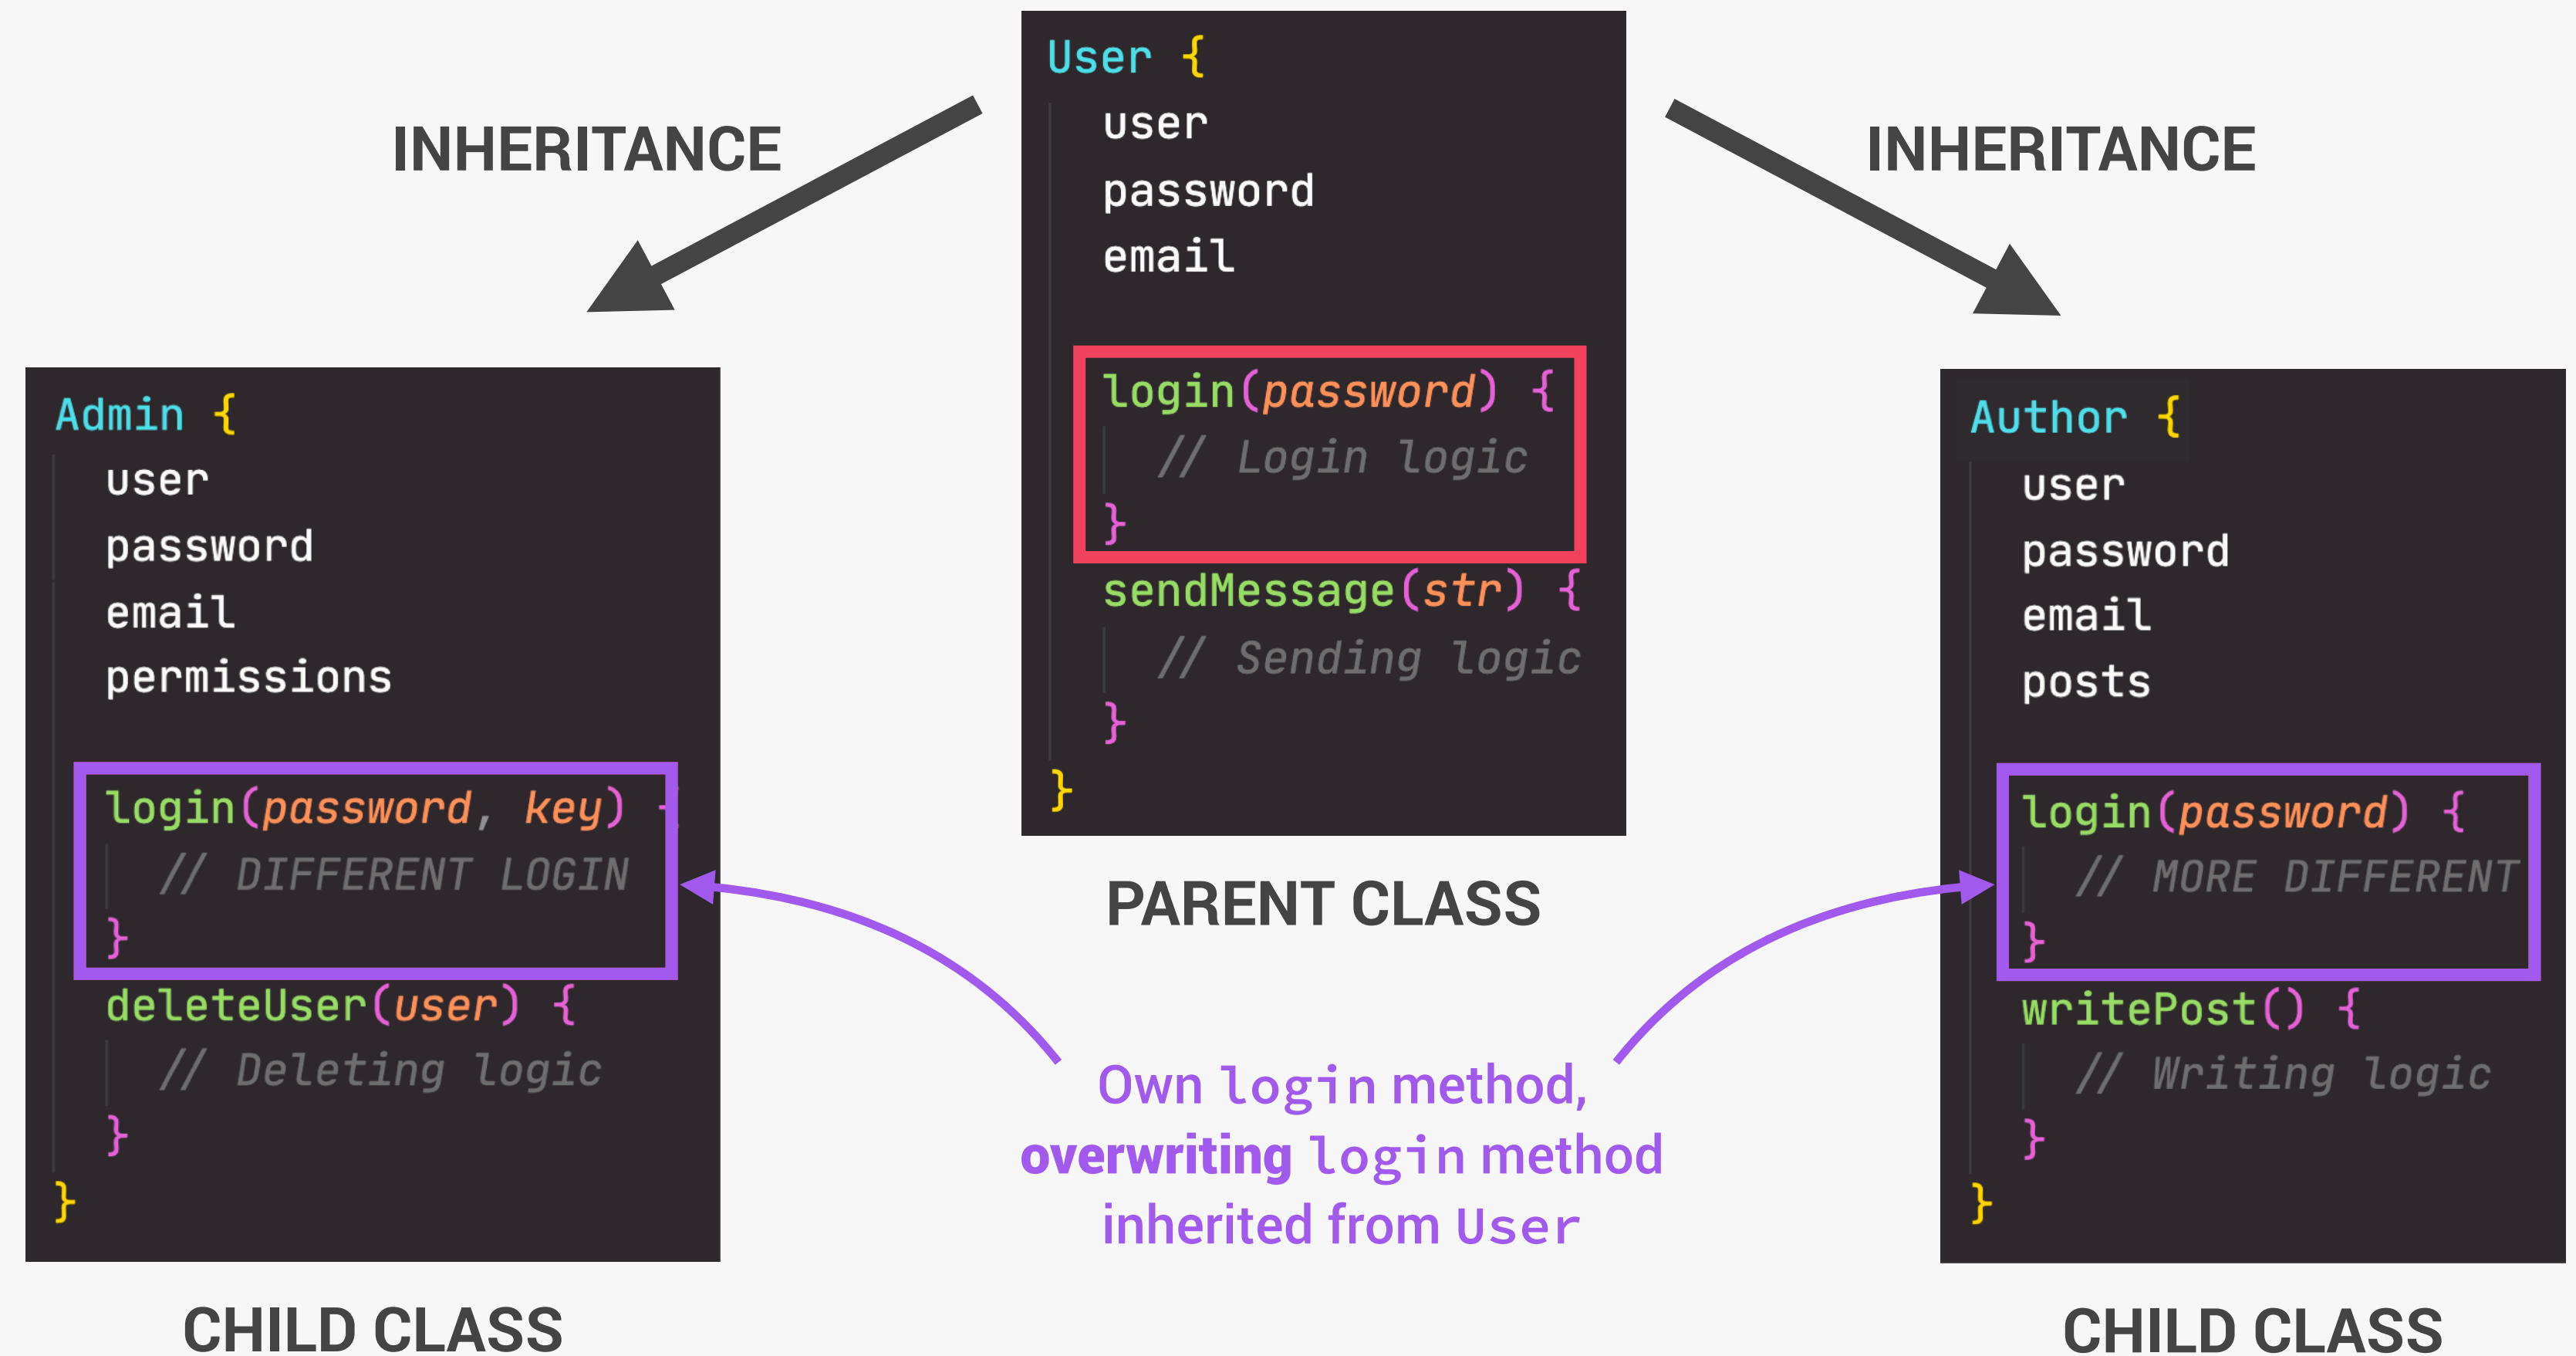 INHERITANCE
User {
user
password
email
login(password) {
// Login logic
}
sendMessage(str) {
// Sending logic
}
}
PARENT CLASS
INHERITANCE
Admin {
user
password
email
permissions
login(password, key) {
// DIFFERENT LOGIN
}
deleteUser(user) {
// Deleting logic
}
}
CHILD CLASS
Own login method,
overwriting login method
inherited from User
Author {
user
password
email
posts
login(password) {
// MORE DIFFERENT
}
writePost() {
// Writing logic
}
}
CHILD CLASS